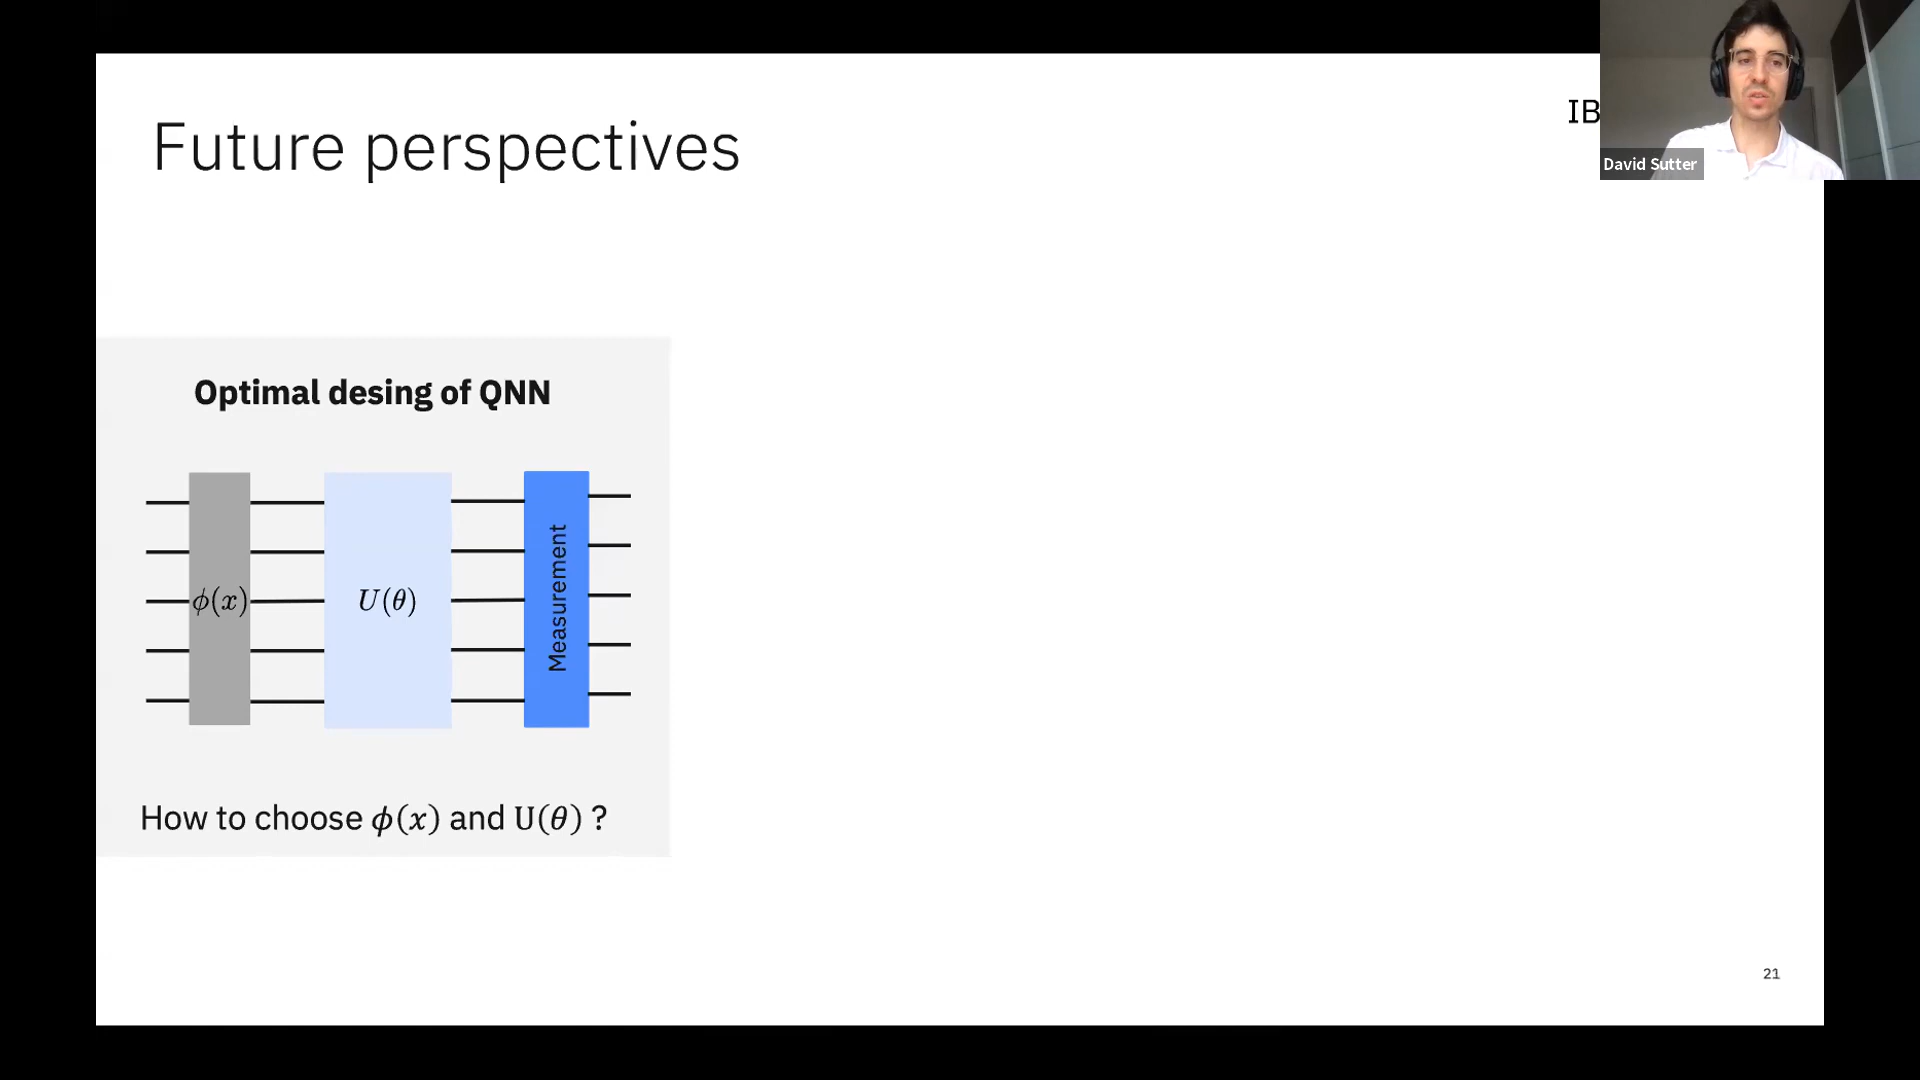 Future perspectives
IB
David Sutter
Optimal desing of QNN
ϕ(x)
U(θ)
Measurement
How to choose ϕ(x) and U(θ) ?
21